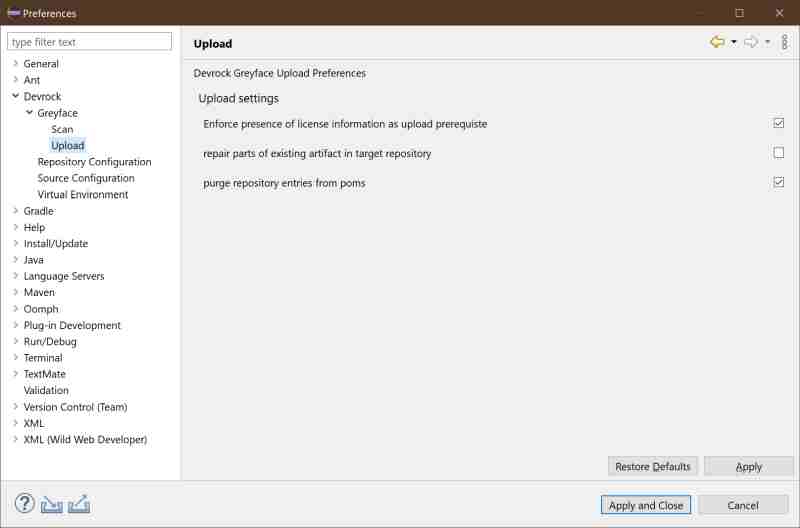 Preferences
type filter text
General
Ant
Devrock
Greyface
Scan
Upload
Repository Configuration
Source Configuration
Virtual Environment
Gradle
Help
Install/Update
Java
Language Servers
Maven
Oomph
Plug-in Development
Run/Debug
Terminal
TextMate
Validation
Version Control (Team)
XML
XML (Wild Web Developer)
Upload
Devrock Greyface Upload Preferences
Upload settings
Enforce presence of license information as upload prerequiste
repair parts of existing artifact in target repository
purge repository entries from poms
Restore Defaults
Apply
?
Apply and Close
Cancel